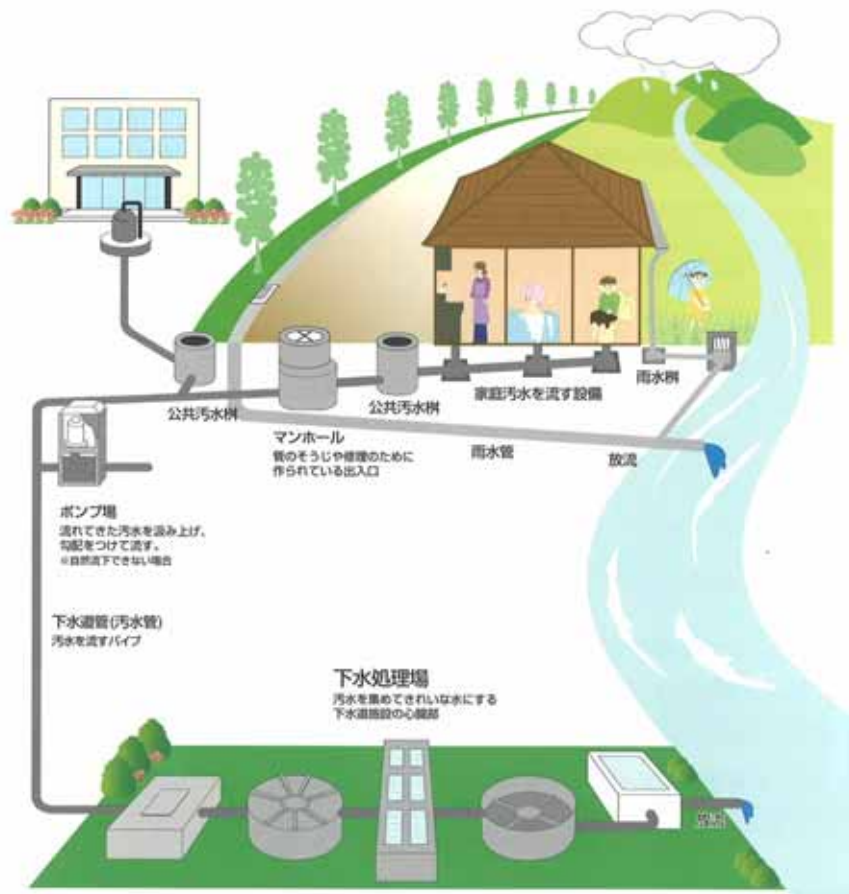 公共汚水桝
マンホール
管のそうじや修理のために
作られている出入口
公共汚水桝
家庭汚水を流す設備
雨水桝
雨水管
放流
ポンプ場
流れてきた汚水を汲み上げ、
勾配をつけて流す。
※自然流下できない場合
下水道管(汚水管)
汚水を流すパイプ
下水処理場
汚水を集めてきれいな水にする
下水道施設の心臓部
放流